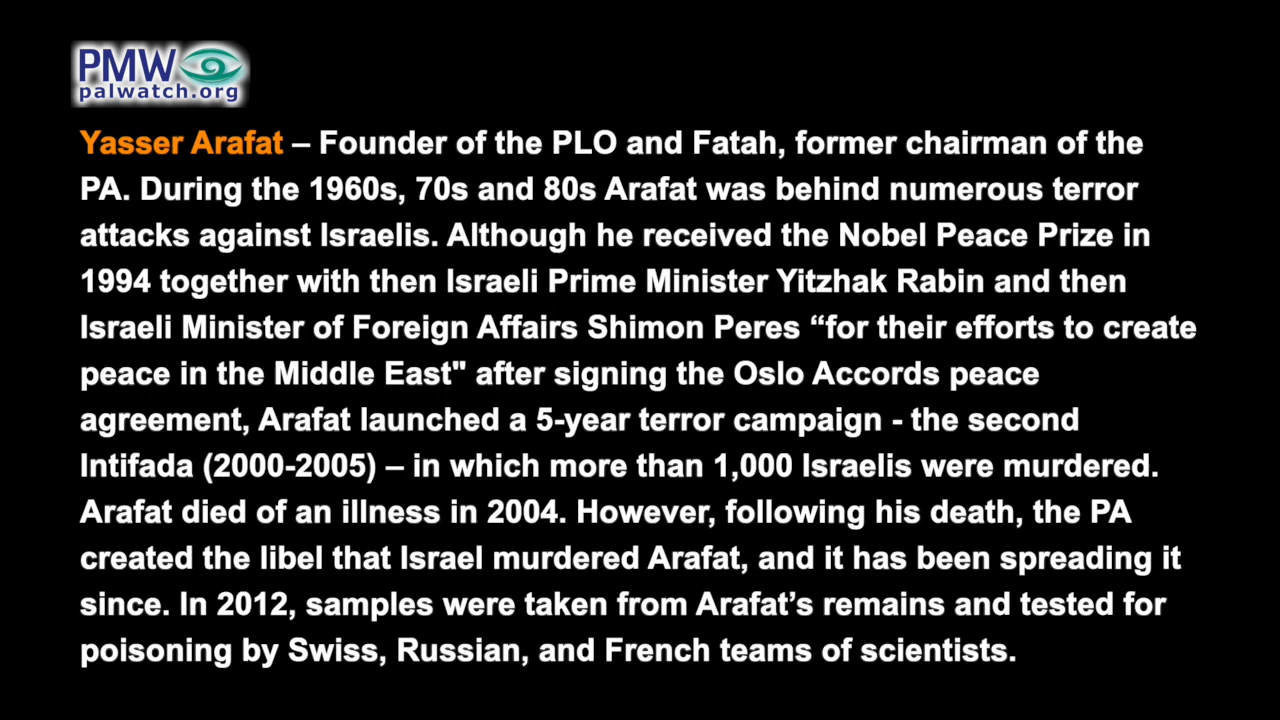 PMW
palwatch.org
Yasser Arafat – Founder of the PLO and Fatah, former chairman of the
PA. During the 1960s, 70s and 80s Arafat was behind numerous terror
attacks against Israelis. Although he received the Nobel Peace Prize in
1994 together with then Israeli Prime Minister Yitzhak Rabin and then
Israeli Minister of Foreign Affairs Shimon Peres “for their efforts to create
peace in the Middle East" after signing the Oslo Accords peace
agreement, Arafat launched a 5-year terror campaign - the second
Intifada (2000-2005) – in which more than 1,000 Israelis were murdered.
Arafat died of an illness in 2004. However, following his death, the PA
created the libel that Israel murdered Arafat, and it has been spreading it
since. In 2012, samples were taken from Arafat’s remains and tested for
poisoning by Swiss, Russian, and French teams of scientists.